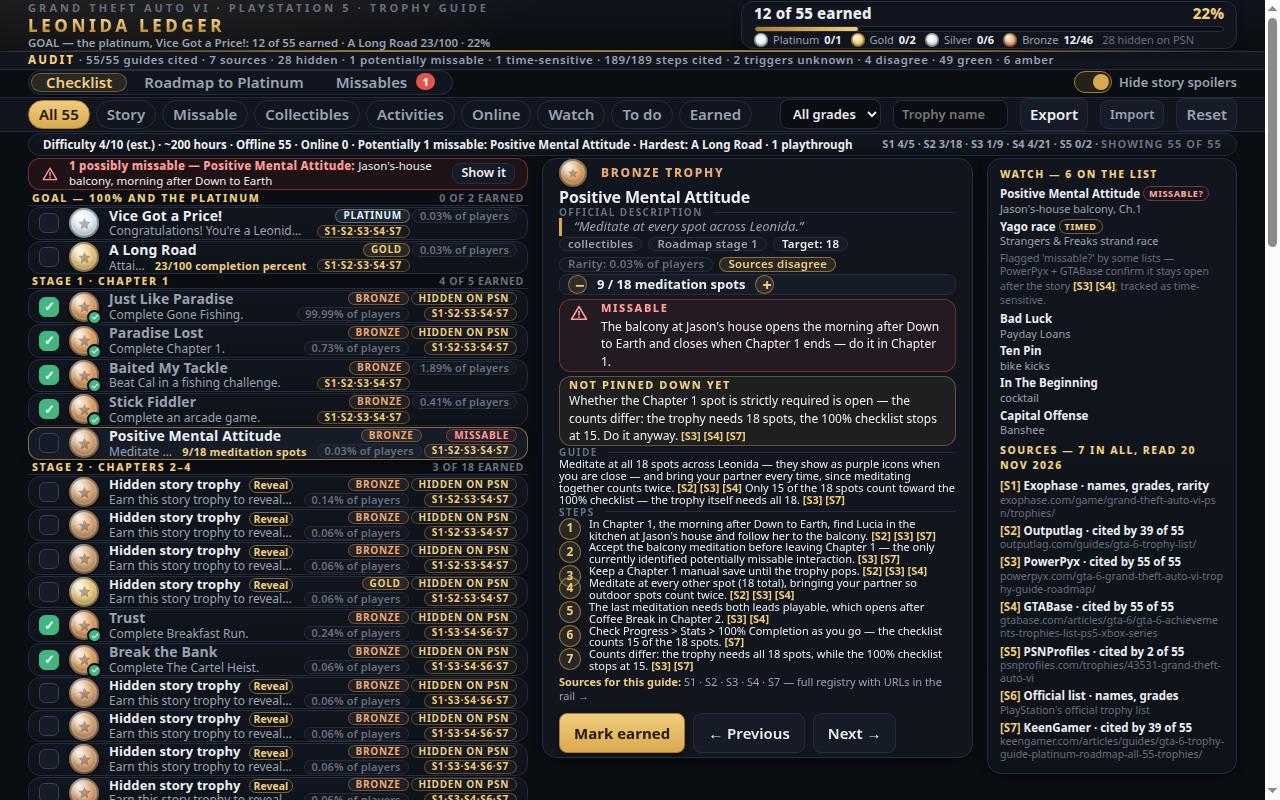 GRAND THEFT AUTO VI · PLAYSTATION 5 · TROPHY GUIDE
LEONIDA LEDGER
GOAL — the platinum, Vice Got a Price!: 12 of 55 earned · A Long Road 23/100 · 22%
12 of 55 earned 22%
Platinum 0/1 Gold 0/2 Silver 0/6 Bronze 12/46 28 hidden on PSN
AUDIT · 55/55 guides cited · 7 sources · 28 hidden · 1 potentially missable · 1 time-sensitive · 189/189 steps cited · 2 triggers unknown · 4 disagree · 49 green · 6 amber
Checklist Roadmap to Platinum Missables 1
Hide story spoilers
All 55 Story Missable Collectibles Activities Online Watch To do Earned
All grades Trophy name Export Import Reset
Difficulty 4/10 (est.) · ~200 hours · Offline 55 · Online 0 · Potentially 1 missable: Positive Mental Attitude · Hardest: A Long Road · 1 playthrough
S1 4/5 · S2 3/18 · S3 1/9 · S4 4/21 · S5 0/2 · SHOWING 55 OF 55
1 possibly missable — Positive Mental Attitude: Jason's-house
balcony, morning after Down to Earth
Show it
GOAL — 100% AND THE PLATINUM 0 OF 2 EARNED
Vice Got a Price! PLATINUM 0.03% of players
Congratulations! You're a Leonid... S1·S2·S3·S4·S7
A Long Road GOLD 0.03% of players
Attai... 23/100 completion percent S1·S2·S3·S4·S7
STAGE 1 · CHAPTER 1 4 OF 5 EARNED
Just Like Paradise BRONZE HIDDEN ON PSN
Complete Gone Fishing. 99.99% of players S1·S2·S3·S4·S7
Paradise Lost BRONZE HIDDEN ON PSN
Complete Chapter 1. 0.73% of players S1·S2·S3·S4·S7
Baited My Tackle BRONZE 1.89% of players
Beat Cal in a fishing challenge. S1·S2·S3·S4·S7
Stick Fiddler BRONZE 0.41% of players
Complete an arcade game. S1·S2·S3·S4·S7
Positive Mental Attitude BRONZE MISSABLE
Meditate ... 9/18 meditation spots 0.03% of players S1·S2·S3·S4·S7
STAGE 2 · CHAPTERS 2–4 3 OF 18 EARNED
Hidden story trophy Reveal BRONZE HIDDEN ON PSN
Earn this story trophy to reveal... 0.14% of players S1·S2·S3·S4·S7
Hidden story trophy Reveal BRONZE HIDDEN ON PSN
Earn this story trophy to reveal... 0.06% of players S1·S3·S4·S6·S7
Hidden story trophy Reveal BRONZE HIDDEN ON PSN
Earn this story trophy to reveal... 0.06% of players S1·S3·S4·S6·S7
Hidden story trophy Reveal GOLD HIDDEN ON PSN
Earn this story trophy to reveal... 0.06% of players S1·S2·S3·S4·S7
Trust BRONZE HIDDEN ON PSN
Complete Breakfast Run. 0.24% of players S1·S3·S4·S6·S7
Break the Bank BRONZE HIDDEN ON PSN
Complete The Cartel Heist. 0.06% of players S1·S3·S4·S6·S7
Hidden story trophy Reveal BRONZE HIDDEN ON PSN
Earn this story trophy to reveal... 0.06% of players S1·S3·S4·S6·S7
Hidden story trophy Reveal BRONZE HIDDEN ON PSN
Earn this story trophy to reveal... 0.06% of players S1·S3·S4·S6·S7
Hidden story trophy Reveal BRONZE HIDDEN ON PSN
Earn this story trophy to reveal... 0.06% of players S1·S3·S4·S6·S7
Hidden story trophy Reveal BRONZE HIDDEN ON PSN
Earn this story trophy to reveal... 0.06% of players S1·S3·S4·S6·S7
BRONZE TROPHY
Positive Mental Attitude
OFFICIAL DESCRIPTION
“Meditate at every spot across Leonida.”
collectibles Roadmap stage 1 Target: 18
Rarity: 0.03% of players Sources disagree
− 9 / 18 meditation spots +
MISSABLE
The balcony at Jason's house opens the morning after Down
to Earth and closes when Chapter 1 ends — do it in Chapter
1.
NOT PINNED DOWN YET
Whether the Chapter 1 spot is strictly required is open — the
counts differ: the trophy needs 18 spots, the 100% checklist stops
at 15. Do it anyway. [S3] [S4] [S7]
GUIDE
Meditate at all 18 spots across Leonida — they show as purple icons when
you are close — and bring your partner every time, since meditating
together counts twice. [S2] [S3] [S4] Only 15 of the 18 spots count toward the
100% checklist — the trophy itself needs all 18. [S3] [S7]
STEPS
1 In Chapter 1, the morning after Down to Earth, find Lucia in the
kitchen at Jason's house and follow her to the balcony. [S2] [S3] [S7]
2 Accept the balcony meditation before leaving Chapter 1 — the only
currently identified potentially missable interaction. [S3] [S7]
3 Keep a Chapter 1 manual save until the trophy pops. [S2] [S3] [S4]
4 Meditate at every other spot (18 total), bringing your partner so
outdoor spots count twice. [S2] [S3] [S4]
5 The last meditation needs both leads playable, which opens after
Coffee Break in Chapter 2. [S3] [S4]
6 Check Progress > Stats > 100% Completion as you go — the checklist
counts 15 of the 18 spots. [S7]
7 Counts differ: the trophy needs all 18 spots, while the 100% checklist
stops at 15. [S3] [S7]
Sources for this guide: S1 · S2 · S3 · S4 · S7 — full registry with URLs in the
rail →
Mark earned ← Previous Next →
WATCH — 6 ON THE LIST
Positive Mental Attitude MISSABLE?
Jason's-house balcony, Ch.1
Yago race TIMED
Strangers & Freaks strand race
Flagged 'missable?' by some lists —
PowerPyx + GTABase confirm it stays open
after the story [S3] [S4]; tracked as time-
sensitive.
Bad Luck
Payday Loans
Ten Pin
bike kicks
In The Beginning
cocktail
Capital Offense
Banshee
SOURCES — 7 IN ALL, READ 20
NOV 2026
[S1] Exophase · names, grades, rarity
exophase.com/game/grand-theft-auto-vi-ps
n/trophies/
[S2] Outputlag · cited by 39 of 55
outputlag.com/guides/gta-6-trophy-list/
[S3] PowerPyx · cited by 55 of 55
powerpyx.com/gta-6-grand-theft-auto-vi-trop
hy-guide-roadmap/
[S4] GTABase · cited by 55 of 55
gtabase.com/articles/gta-6/gta-6-achieveme
nts-trophies-list-ps5-xbox-series
[S5] PSNProfiles · cited by 2 of 55
psnprofiles.com/trophies/43531-grand-theft-
auto-vi
[S6] Official list · names, grades
PlayStation's official trophy list
[S7] KeenGamer · cited by 39 of 55
keengamer.com/articles/guides/gta-6-trophy-
guide-platinum-roadmap-all-55-trophies/